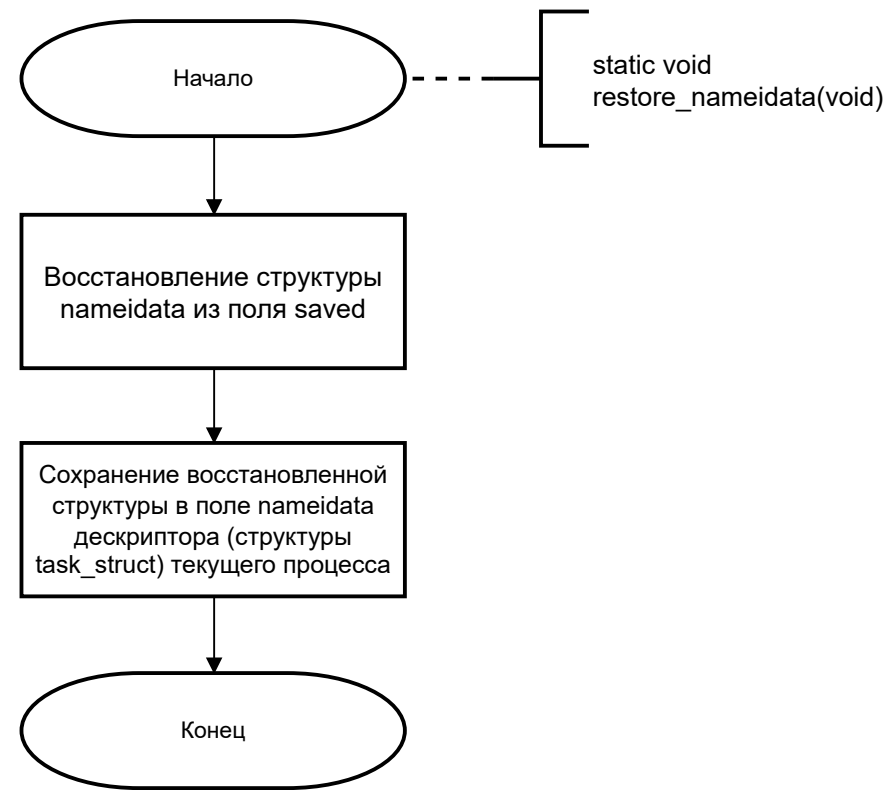 Начало
static void
restore_nameidata(void)
Восстановление структуры
nameidata из поля saved
Сохранение восстановленной
структуры в поле nameidata
дескриптора (структуры
task_struct) текущего процесса
Конец